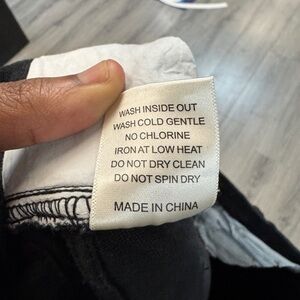 WASH INSIDE OUT
WASH COLD GENTLE
NO CHLORINE
IRON AT LOW HEAT
DO NOT DRY CLEAN
DO NOT SPIN DRY
MADE IN CHINA